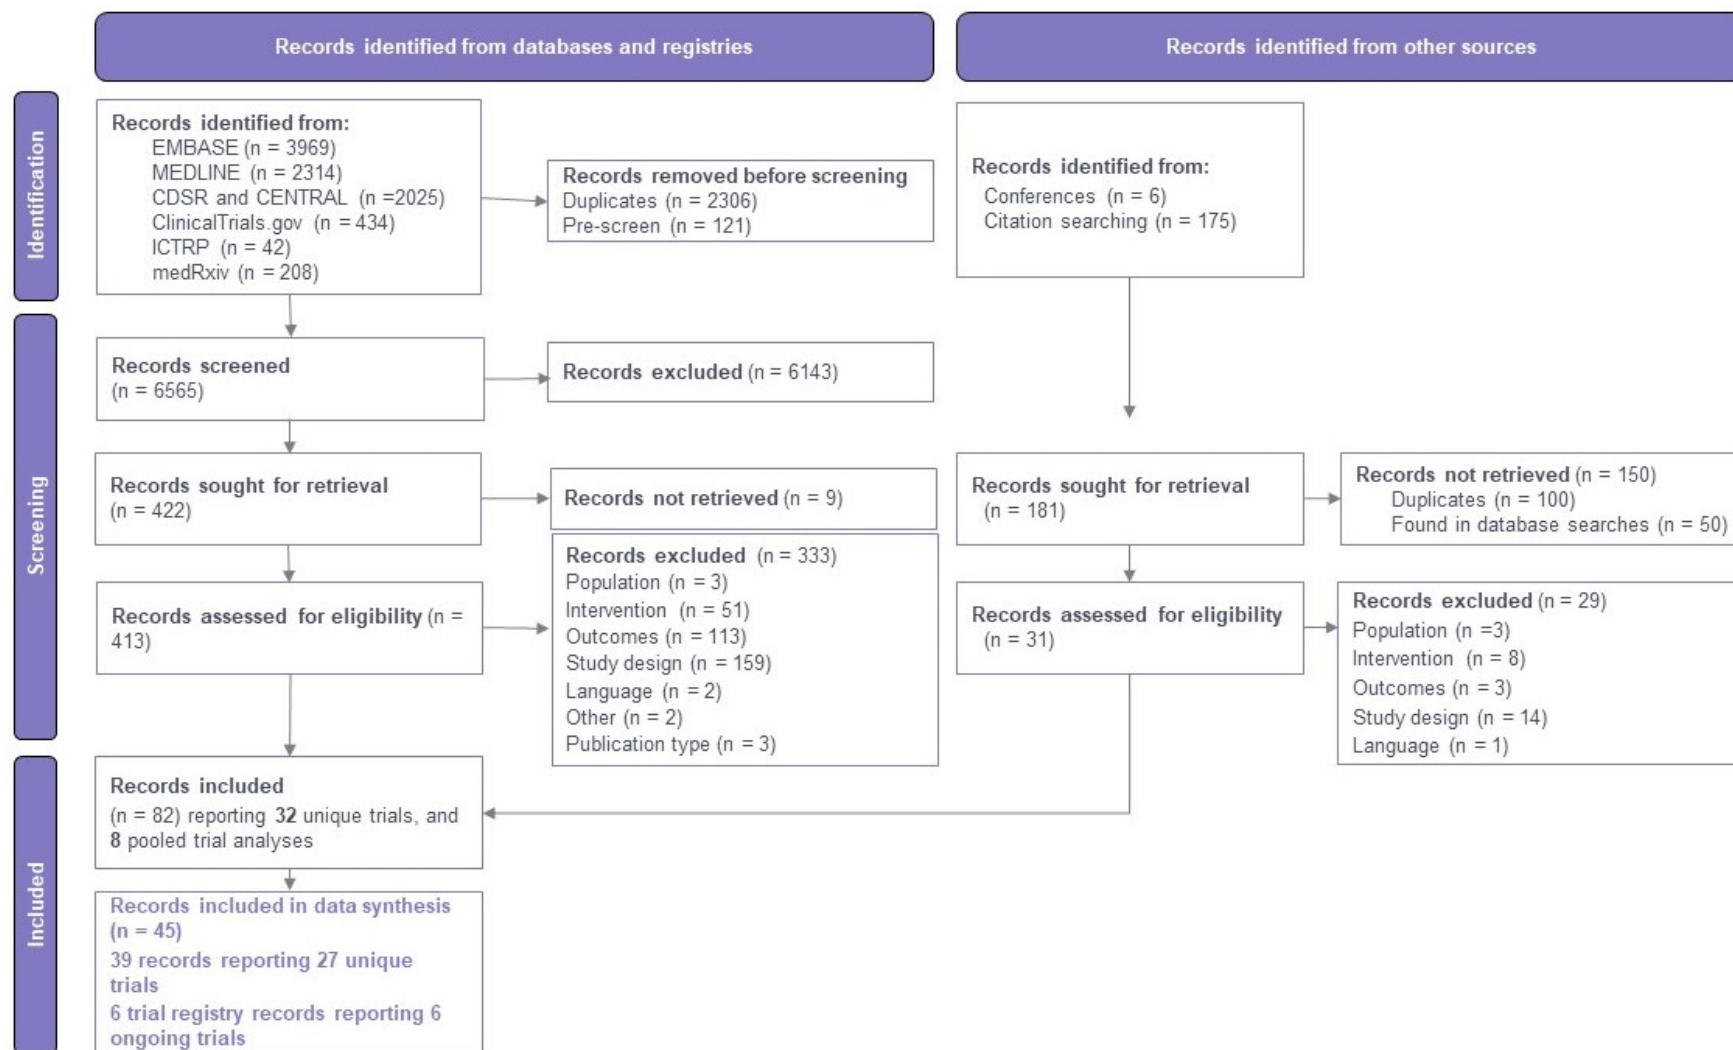 Records identified from databases and registries
Records identified from other sources
Identification
Records identified from:
EMBASE (n = 3969)
MEDLINE (n = 2314)
CDSR and CENTRAL (n =2025)
ClinicalTrials.gov (n = 434)
ICTRP (n = 42)
medRxiv (n = 208)
Records removed before screening
Duplicates (n = 2306)
Pre-screen (n = 121)
Records identified from:
Conferences (n = 6)
Citation searching (n = 175)
Screening
Records screened
(n = 6565)
Records excluded (n = 6143)
Records sought for retrieval
(n = 422)
Records not retrieved (n = 9)
Records sought for retrieval
(n = 181)
Records not retrieved (n = 150)
Duplicates (n = 100)
Found in database searches (n = 50)
Records assessed for eligibility (n =
413)
Records excluded (n = 333)
Population (n = 3)
Intervention (n = 51)
Outcomes (n = 113)
Study design (n = 159)
Language (n = 2)
Other (n = 2)
Publication type (n = 3)
Records assessed for eligibility
(n = 31)
Records excluded (n = 29)
Population (n =3)
Intervention (n = 8)
Outcomes (n = 3)
Study design (n = 14)
Language (n = 1)
Included
Records included
(n = 82) reporting 32 unique trials, and
8 pooled trial analyses
Records included in data synthesis
(n = 45)
39 records reporting 27 unique
trials
6 trial registry records reporting 6
ongoing trials